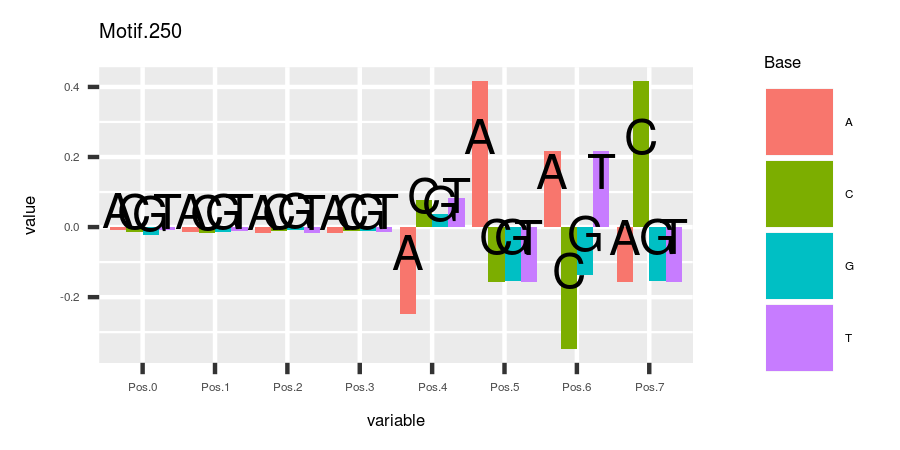 Motif.250
Base
A
C
G
T
value
0.4
0.2
0.0
-0.2
A C G T A C G T A C G T A C G T A C G T A C G T A C G T A C G T
Pos.0 Pos.1 Pos.2 Pos.3 Pos.4 Pos.5 Pos.6 Pos.7
variable